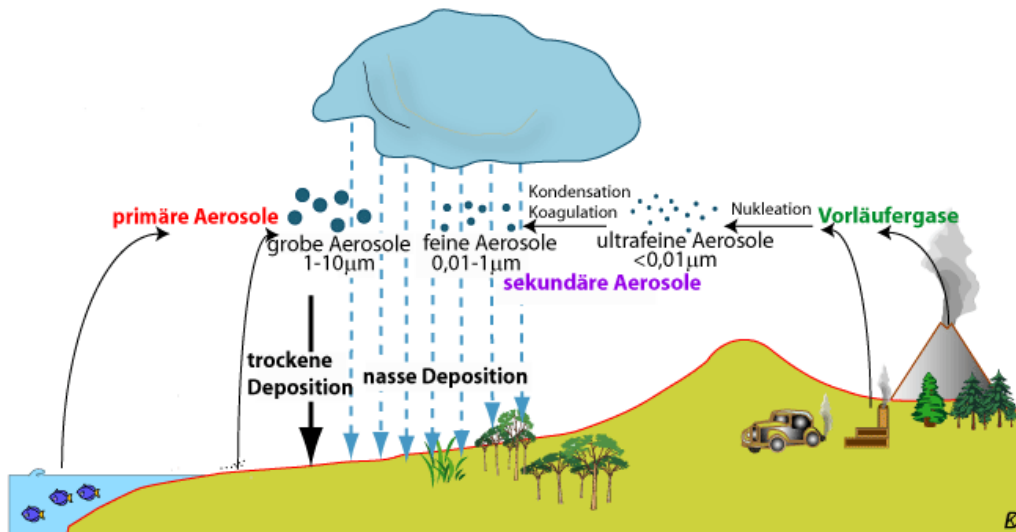 Kondensation
Koagulation
Nukleation
primäre Aerosole
Vorläufergase
grobe Aerosole
1-10µm
feine Aerosole
0,01-1µm
ultrafeine Aerosole
<0,01µm
sekundäre Aerosole
trockene
Deposition
nasse Deposition